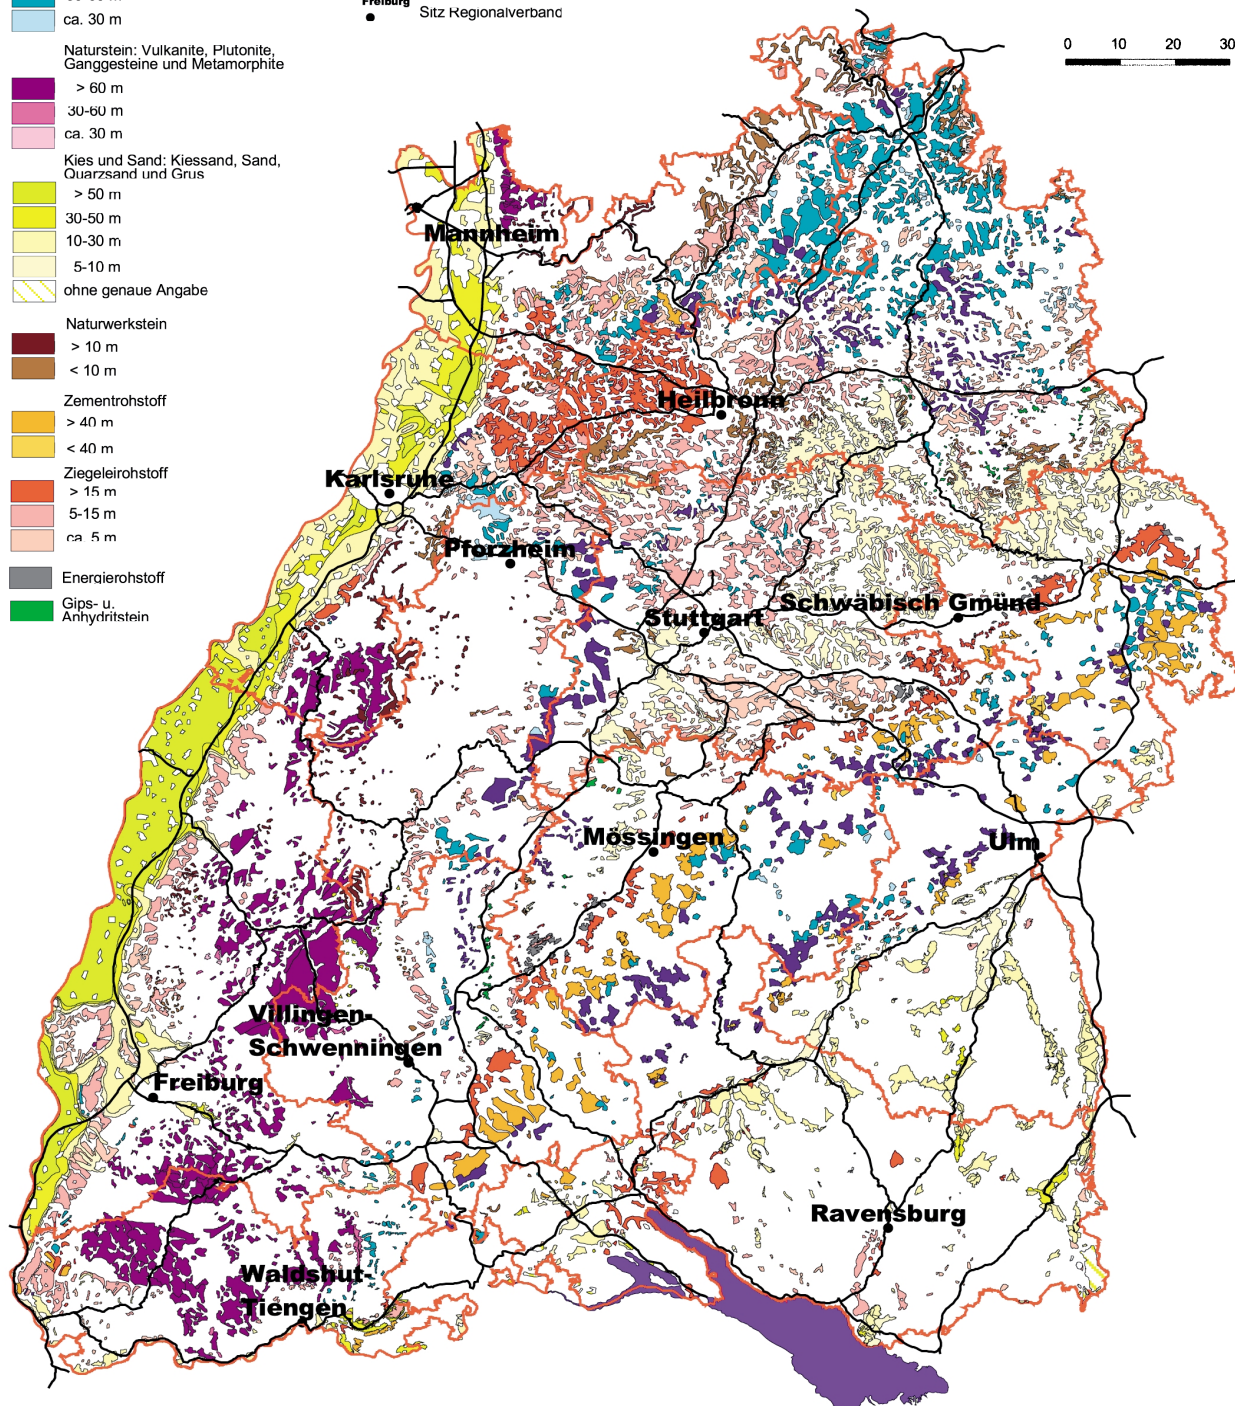 ca. 30 m
Freiburg
Sitz Regionalverband
Naturstein: Vulkanite, Plutonite,
Ganggesteine und Metamorphite
> 60 m
30-60 m
ca. 30 m
Kies und Sand: Kiessand, Sand,
Quarzsand und Grus
> 50 m
30-50 m
10-30 m
5-10 m
ohne genaue Angabe
Naturwerkstein
> 10 m
< 10 m
Zementrohstoff
> 40 m
< 40 m
Ziegeleirohstoff
> 15 m
5-15 m
ca. 5 m
Energierohstoff
Gips- u.
Anhydritstein
0 10 20 30
Mannheim
Heilbronn
Karlsruhe
Pforzheim
Stuttgart
Schwäbisch Gmünd
Mössingen
Ulm
Villingen-
Schwenningen
Freiburg
Ravensburg
Waldshut-
Tiengen